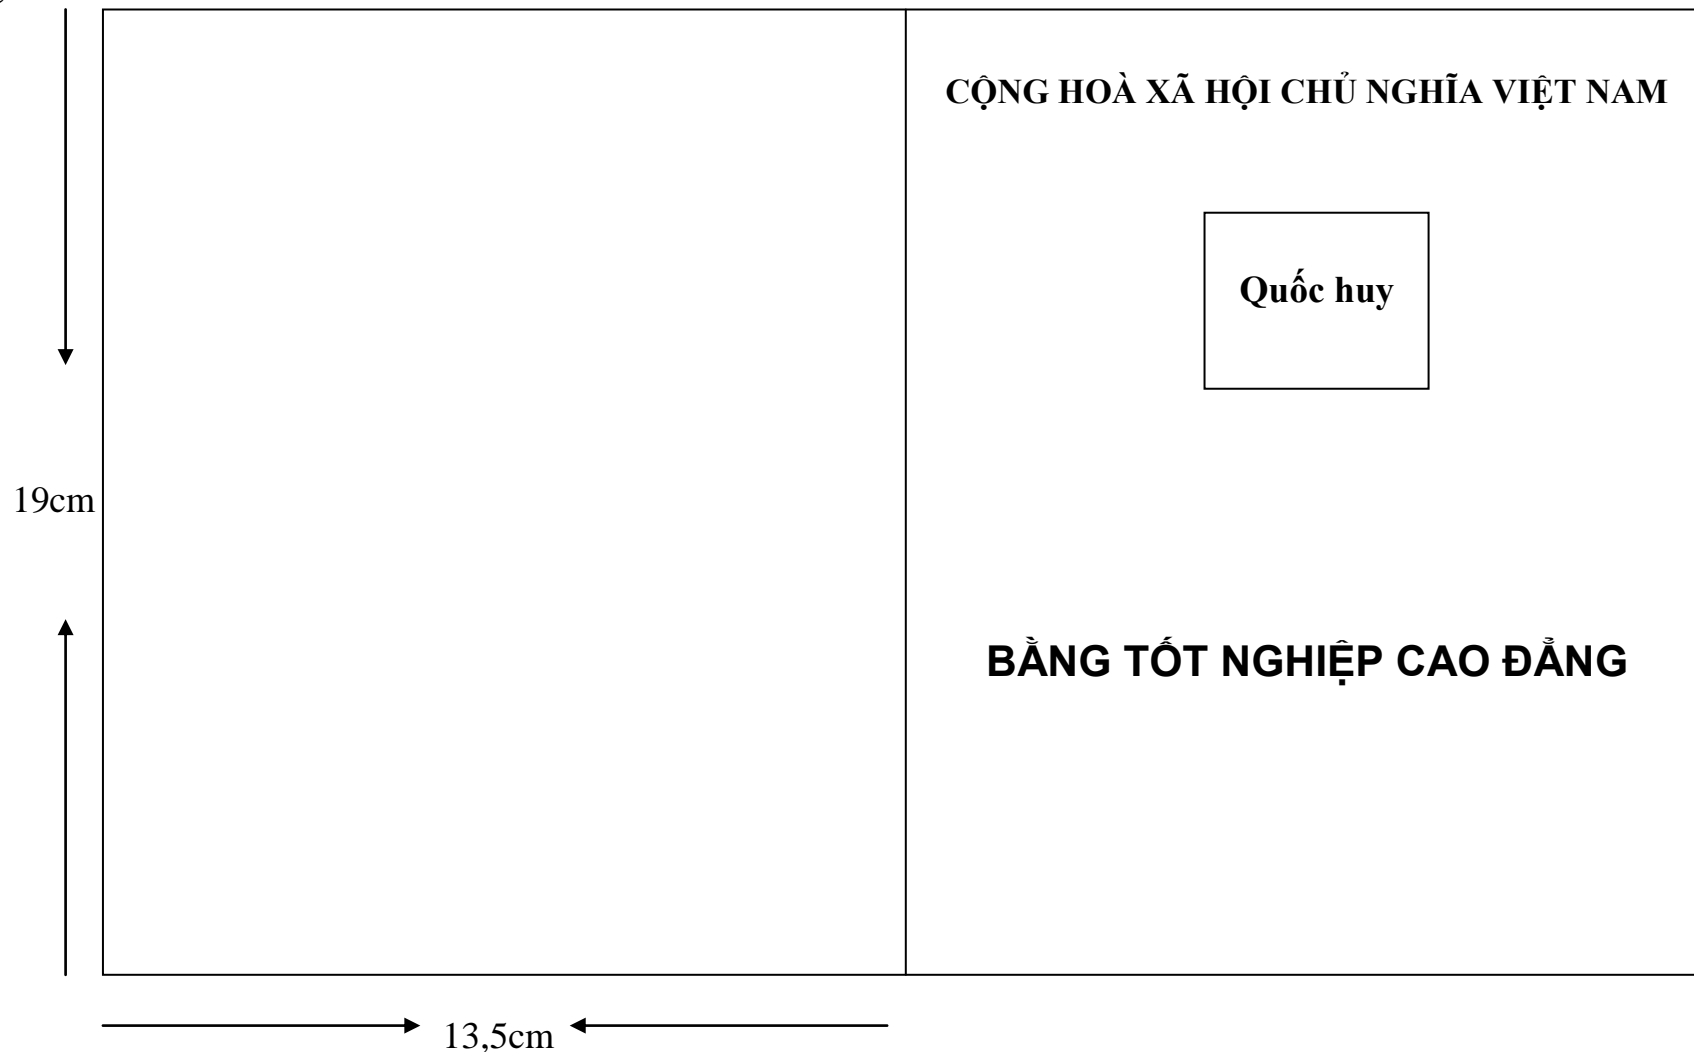 CỘNG HOÀ XÃ HỘI CHỦ NGHĨA VIỆT NAM
Quốc huy
19cm
BẰNG TỐT NGHIỆP CAO ĐẲNG
13,5cm